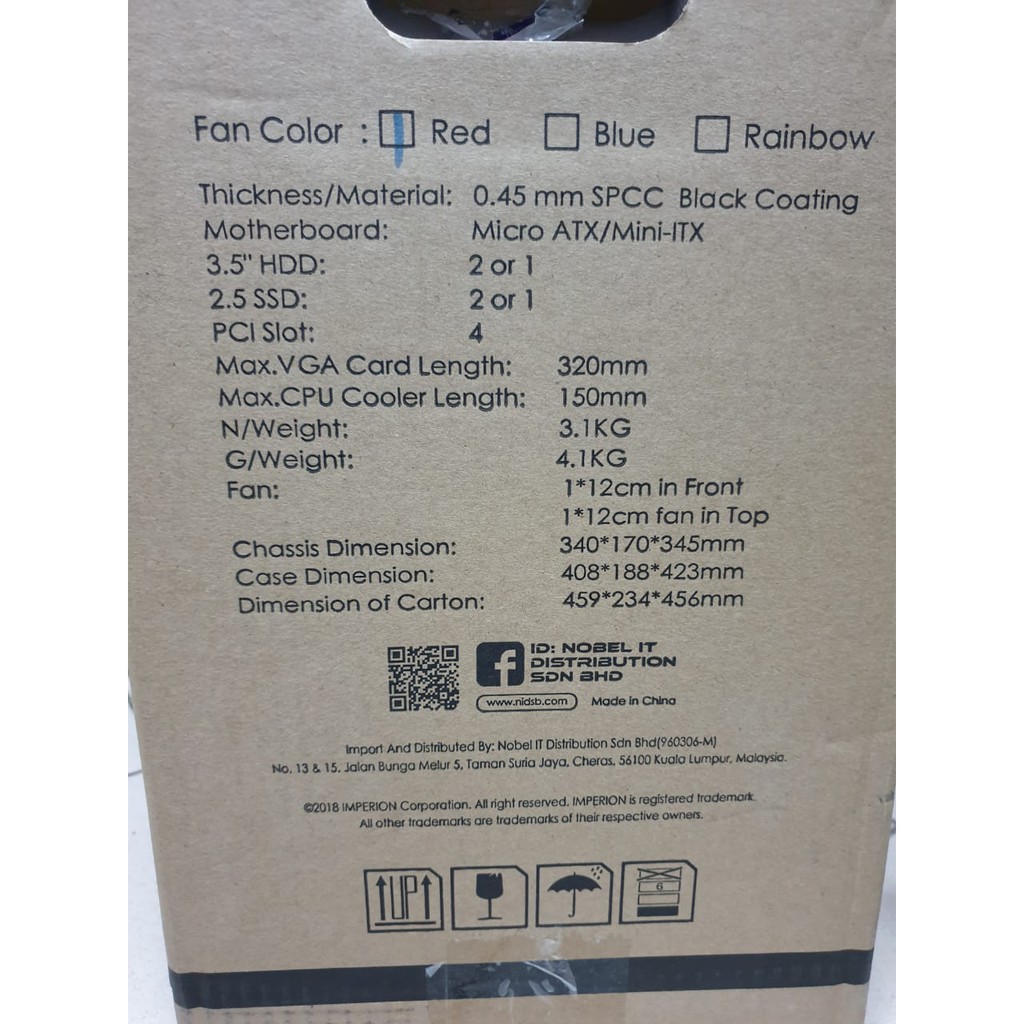 Fan Color : Red Blue Rainbow
Thickness/Material: 0.45 mm SPCC Black Coating
Motherboard: Micro ATX/Mini-ITX
3.5" HDD: 2 or 1
2.5 SSD: 2 or 1
PCI Slot: 4
Max.VGA Card Length: 320mm
Max.CPU Cooler Length: 150mm
N/Weight: 3.1KG
G/Weight: 4.1KG
Fan: 1*12cm in Front
1*12cm fan in Top
Chassis Dimension: 340*170*345mm
Case Dimension: 408*188*423mm
Dimension of Carton: 459*234*456mm
f ID: NOBEL IT
DISTRIBUTION
SDN BHD
www.nidsb.com Made in China
Import And Distributed By: Nobel IT Distribution Sdn Bhd(960306-M)
No. 13 & 15, Jalan Bunga Melur 5, Taman Suria Jaya, Cheras, 56100 Kuala Lumpur, Malaysia.
©2018 IMPERION Corporation. All right reserved. IMPERION is registered trademark.
All other trademarks are trademarks of their respective owners.
UP 6